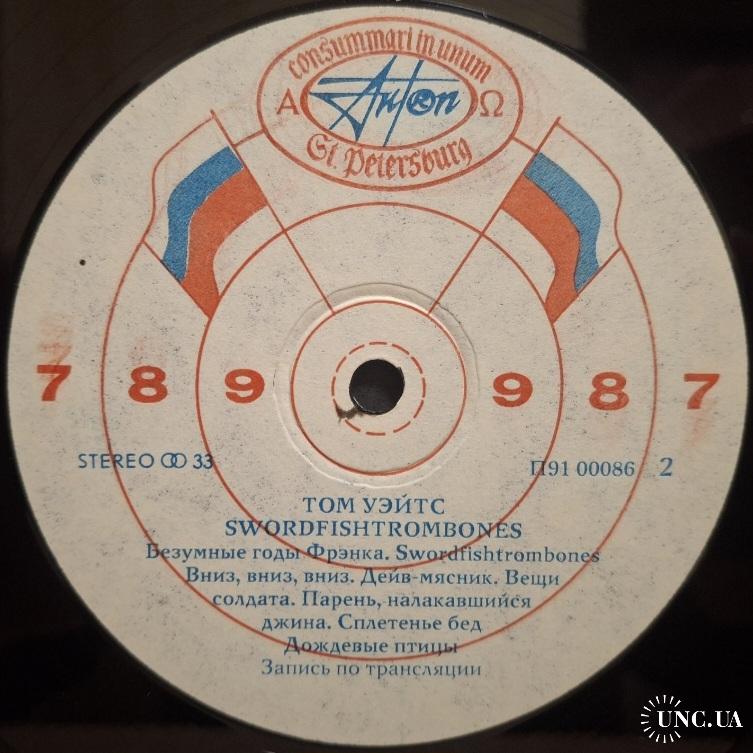 consummari in unum
Α Антоп Ω
St. Petersburg
7 8 9 9 8 7
STEREO 33 П91 00086 2
ТОМ УЭЙТС
SWORDFISHTROMBONES
Безумные годы Фрэнка. Swordfishtrombones
Вниз, вниз, вниз. Дейв-мясник. Вещи
солдата. Парень, налакавшийся
джина. Сплетенье бед
Дождевые птицы
Запись по трансляции
UNC.UA